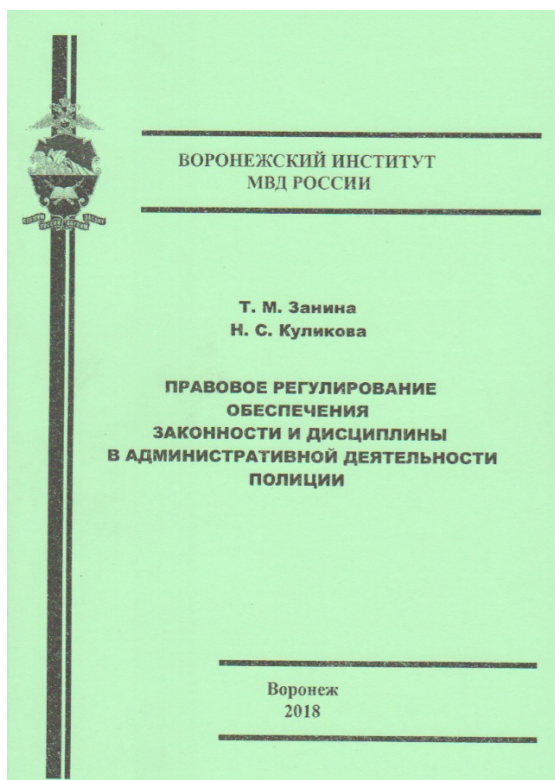 ВОРОНЕЖСКИЙ ИНСТИТУТ
МВД РОССИИ
Т. М. Занина
Н. С. Куликова
ПРАВОВОЕ РЕГУЛИРОВАНИЕ
ОБЕСПЕЧЕНИЯ
ЗАКОННОСТИ И ДИСЦИПЛИНЫ
В АДМИНИСТРАТИВНОЙ ДЕЯТЕЛЬНОСТИ
ПОЛИЦИИ
Воронеж
2018